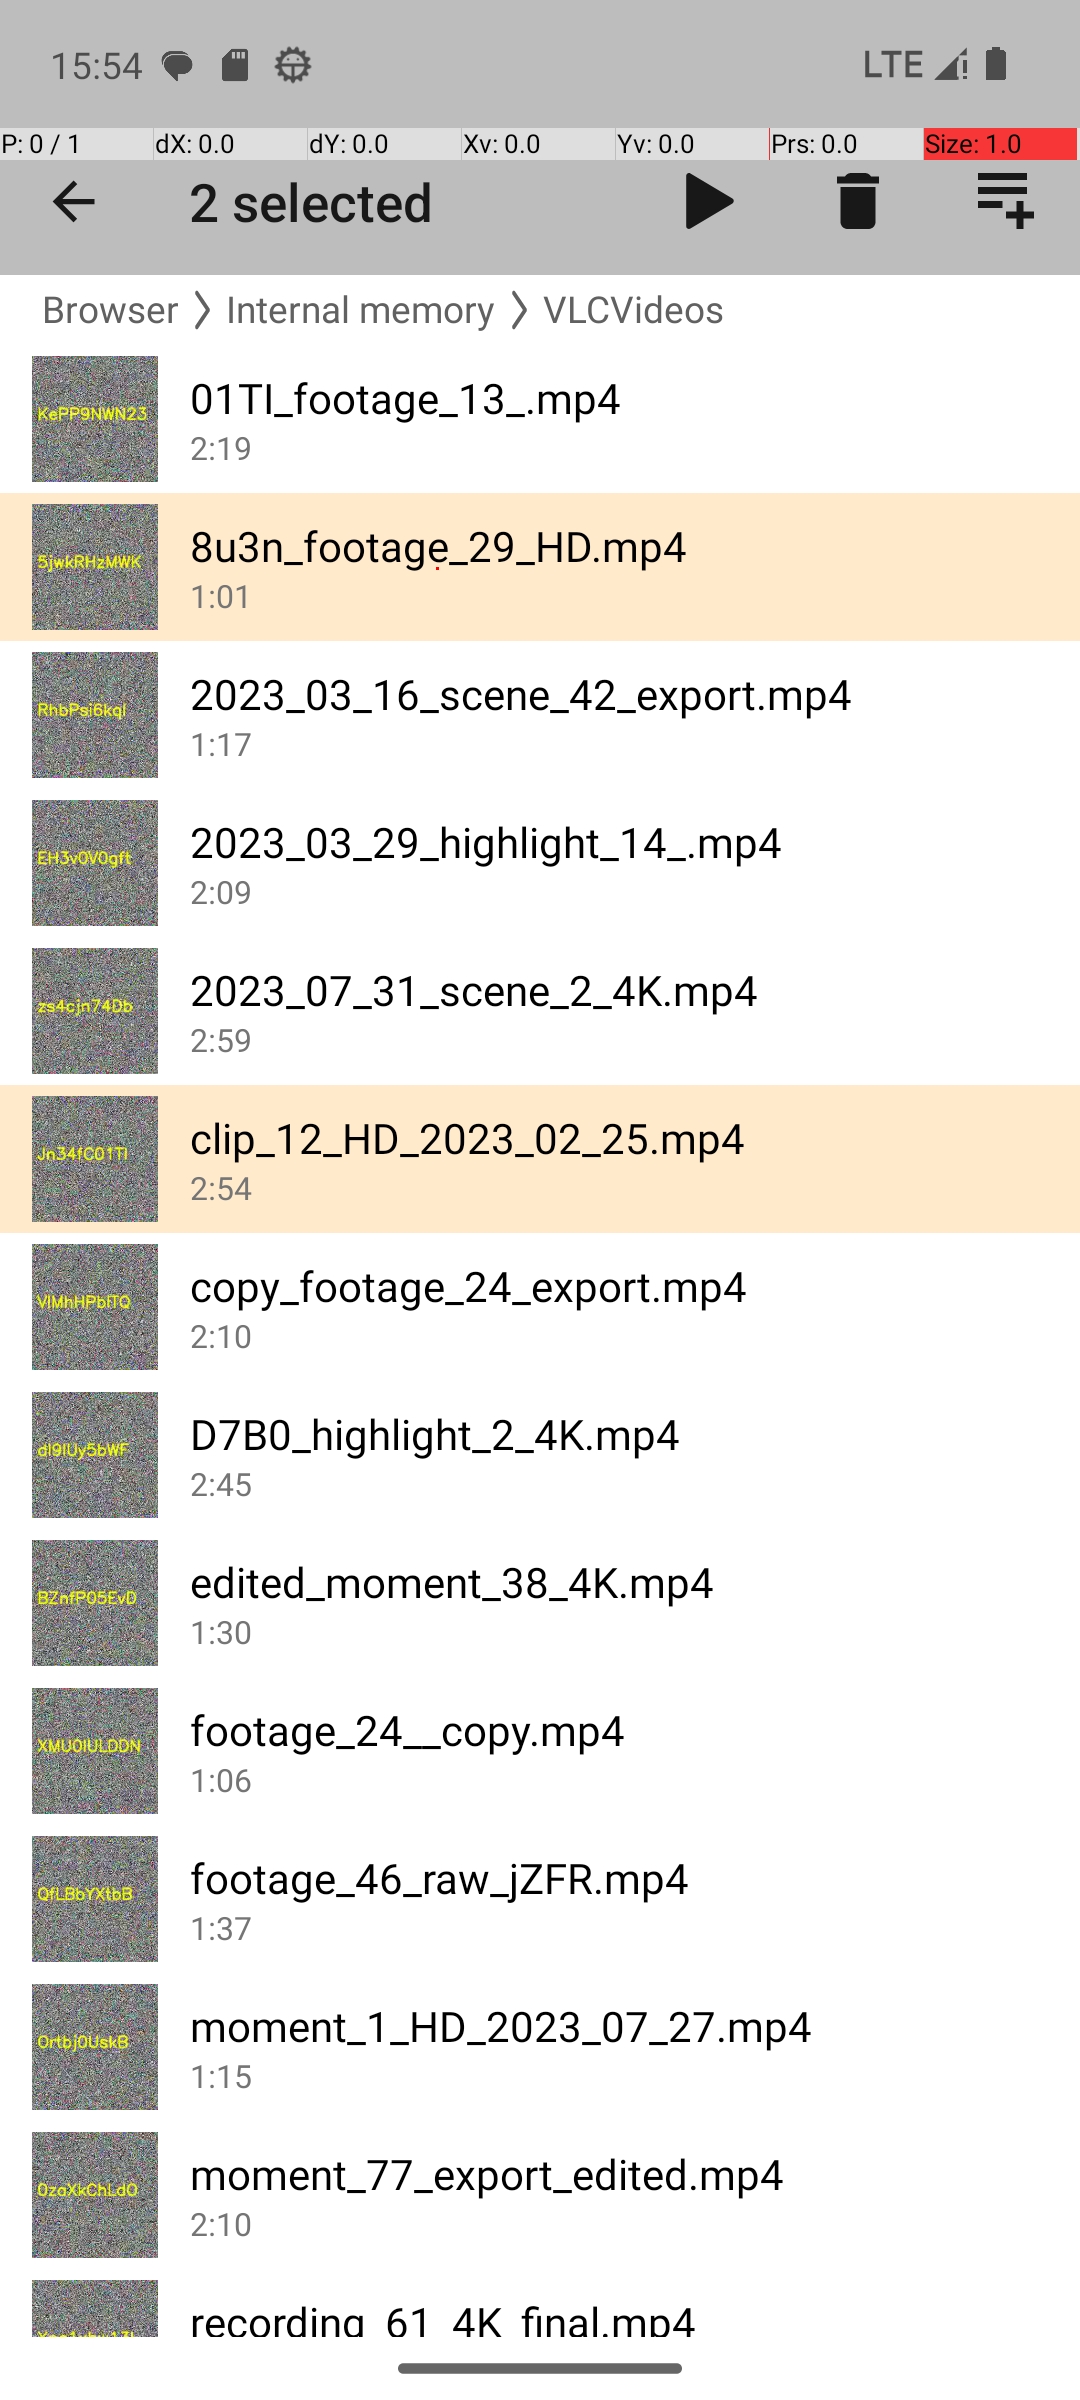 15:54
LTE
P: 0 / 1 dX: 0.0 dY: 0.0 Xv: 0.0 Yv: 0.0 Prs: 0.0 Size: 1.0
2 selected
Browser Internal memory VLCVideos
KePP9NWN23
01TI_footage_13_.mp4
2:19
5jwkRHzMWK
8u3n_footage_29_HD.mp4
1:01
RhbPsi6kql
2023_03_16_scene_42_export.mp4
1:17
EH3v0V0gft
2023_03_29_highlight_14_.mp4
2:09
zs4cjn74Db
2023_07_31_scene_2_4K.mp4
2:59
Jn34fC01TI
clip_12_HD_2023_02_25.mp4
2:54
copy_footage_24_export.mp4
2:10
dI9IUy5bWF
D7B0_highlight_2_4K.mp4
2:45
BZnfP05EvD
edited_moment_38_4K.mp4
1:30
XMU0IULDDN
footage_24__copy.mp4
1:06
QfLBbYXtbB
footage_46_raw_jZFR.mp4
1:37
Ortbj0UskB
moment_1_HD_2023_07_27.mp4
1:15
OzaXkChLdO
moment_77_export_edited.mp4
2:10
recording_61_4K_final.mp4